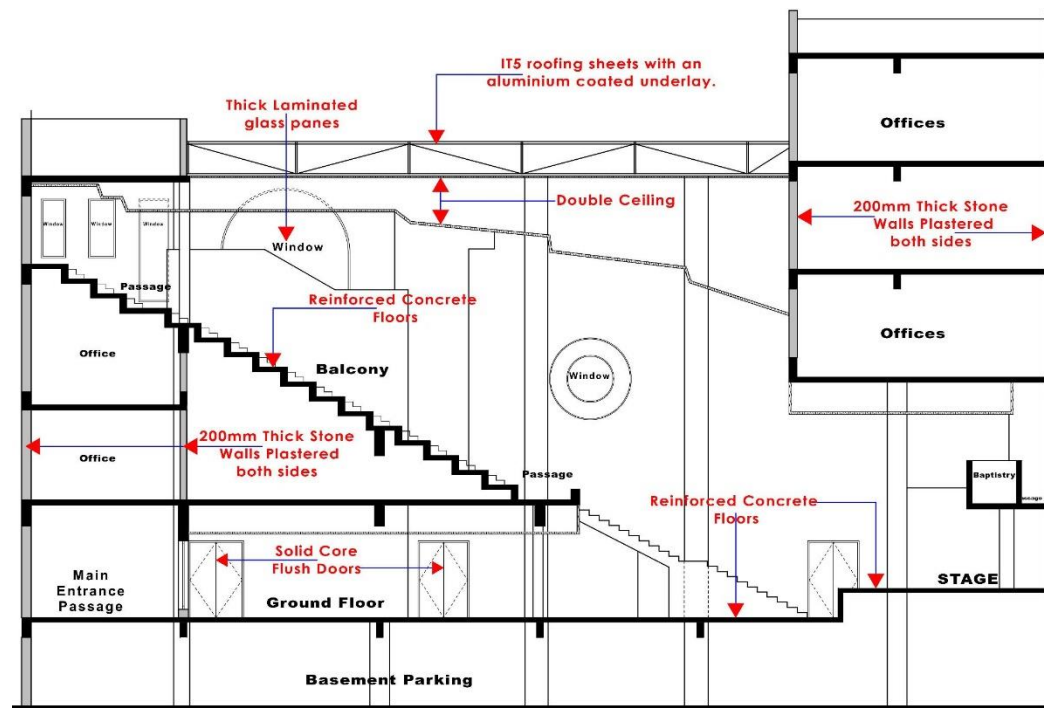 IT5 roofing sheets with an
aluminium coated underlay.
Thick Laminated
glass panes
Offices
Double Ceiling
200mm Thick Stone
Walls Plastered
both sides
Window
Window
Window
Window
Passage
Reinforced Concrete
Floors
Offices
Office
Balcony
Window
200mm Thick Stone
Walls Plastered
both sides
Office
Passage
Baptistry
Reinforced Concrete
Floors
Solid Core
Flush Doors
Main
Entrance
Passage
Ground Floor
STAGE
Basement Parking